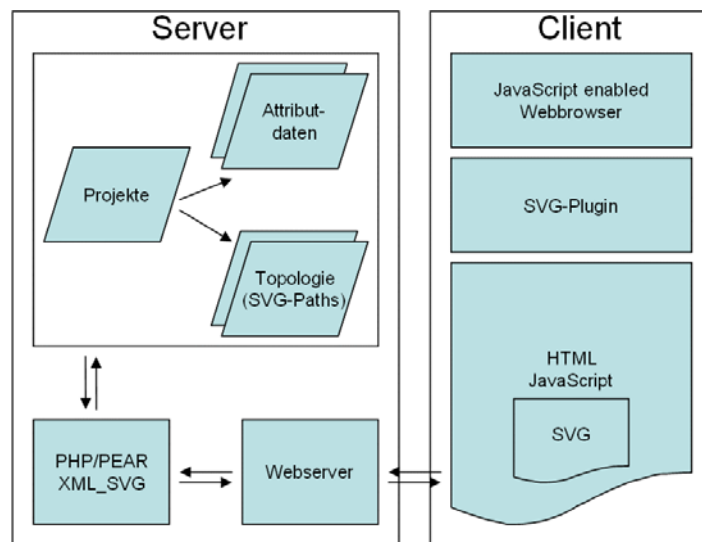 Server
Attribut-
daten
Projekte
Topologie
(SVG-Paths)
PHP/PEAR
XML_SVG
Webserver
Client
JavaScript enabled
Webbrowser
SVG-Plugin
HTML
JavaScript
SVG